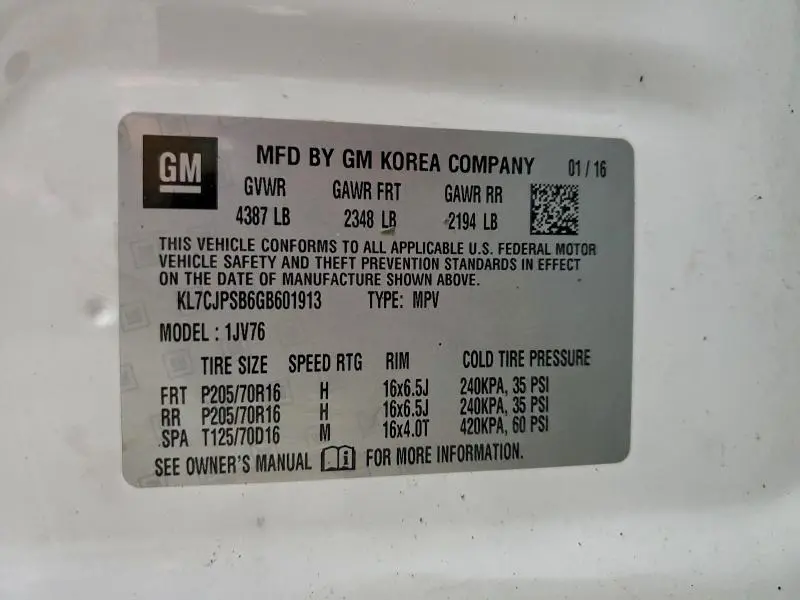 GM MFD BY GM KOREA COMPANY 01 / 16
GVWR GAWR FRT GAWR RR
4387 LB 2348 LB 2194 LB
THIS VEHICLE CONFORMS TO ALL APPLICABLE U.S. FEDERAL MOTOR
VEHICLE SAFETY AND THEFT PREVENTION STANDARDS IN EFFECT
ON THE DATE OF MANUFACTURE SHOWN ABOVE.
KL7CJPSB6GB601913 TYPE: MPV
MODEL : 1JV76
TIRE SIZE SPEED RTG RIM COLD TIRE PRESSURE
FRT P205/70R16 H 16x6.5J 240KPA, 35 PSI
RR P205/70R16 H 16x6.5J 240KPA, 35 PSI
SPA T125/70D16 M 16x4.0T 420KPA, 60 PSI
SEE OWNER'S MANUAL FOR MORE INFORMATION.